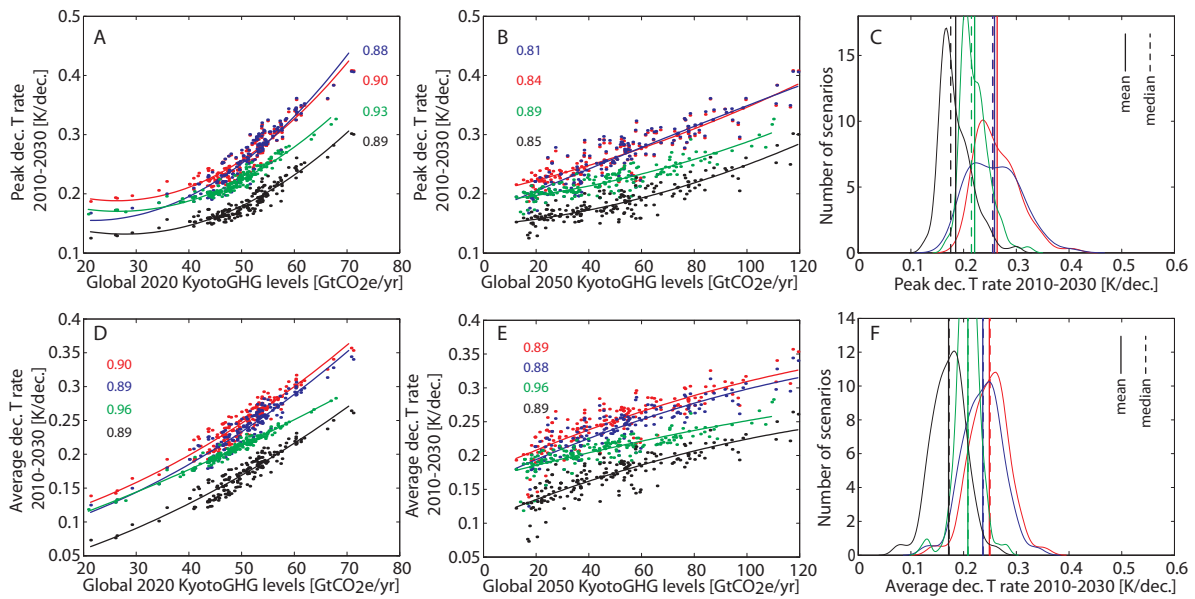 A
Peak dec. T rate
2010-2030 [K/dec.]
0.5
0.4
0.3
0.2
0.1
0.88
0.90
0.93
0.89
20 30 40 50 60 70 80
Global 2020 KyotoGHG levels [GtCO2e/yr]
B
Peak dec. T rate
2010-2030 [K/dec.]
0.5
0.4
0.3
0.2
0.1
0.81
0.84
0.89
0.85
0 20 40 60 80 100 120
Global 2050 KyotoGHG levels [GtCO2e/yr]
C
Number of scenarios
15
10
5
0
mean
median
0 0.1 0.2 0.3 0.4 0.5 0.6
Peak dec. T rate 2010-2030 [K/dec.]
D
Average dec. T rate
2010-2030 [K/dec.]
0.4
0.35
0.3
0.25
0.2
0.15
0.1
0.05
0.90
0.89
0.96
0.89
20 30 40 50 60 70 80
Global 2020 KyotoGHG levels [GtCO2e/yr]
E
Average dec. T rate
2010-2030 [K/dec.]
0.4
0.35
0.3
0.25
0.2
0.15
0.1
0.05
0.89
0.88
0.96
0.89
0 20 40 60 80 100 120
Global 2050 KyotoGHG levels [GtCO2e/yr]
F
Number of scenarios
14
12
10
8
6
4
2
0
mean
median
0 0.1 0.2 0.3 0.4 0.5 0.6
Average dec. T rate 2010-2030 [K/dec.]